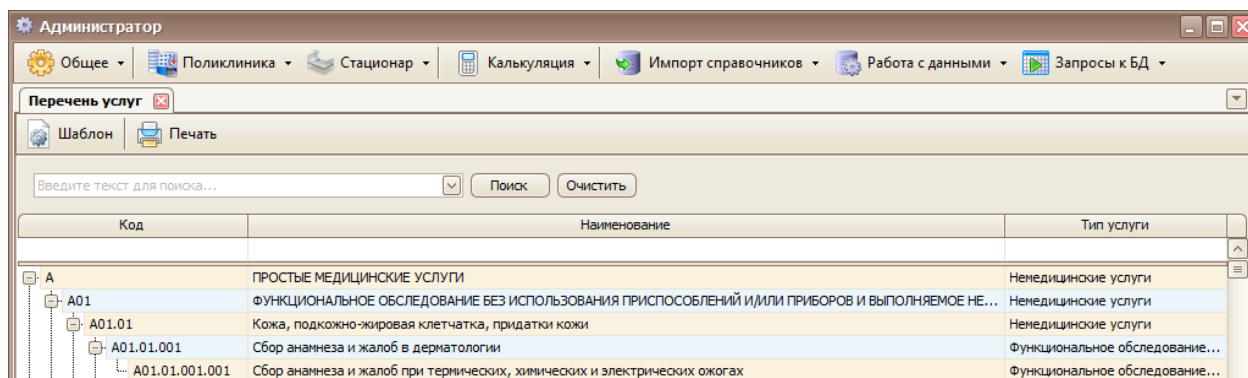 Администратор
Общее Поликлиника Стационар Калькуляция Импорт справочников Работа с данными Запросы к БД
Перечень услуг
Шаблон Печать
Введите текст для поиска... Поиск Очистить
Код Наименование Тип услуги
A ПРОСТЫЕ МЕДИЦИНСКИЕ УСЛУГИ Немедицинские услуги
A01 ФУНКЦИОНАЛЬНОЕ ОБСЛЕДОВАНИЕ БЕЗ ИСПОЛЬЗОВАНИЯ ПРИСПОСОБЛЕНИЙ И/ИЛИ ПРИБОРОВ И ВЫПОЛНЯЕМОЕ НЕ... Немедицинские услуги
A01.01 Кожа, подкожно-жировая клетчатка, придатки кожи Немедицинские услуги
A01.01.001 Сбор анамнеза и жалоб в дерматологии Функциональное обследование...
A01.01.001.001 Сбор анамнеза и жалоб при термических, химических и электрических ожогах Функциональное обследование...